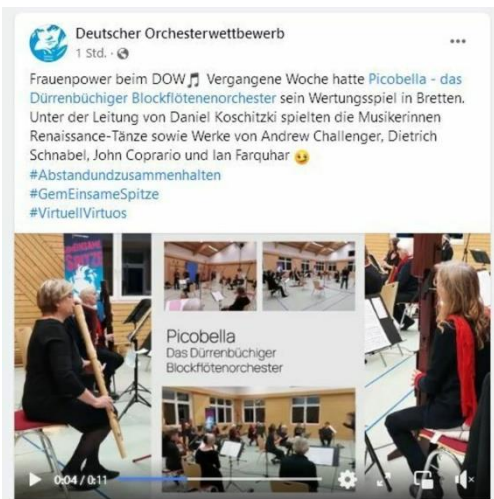 Deutscher Orchesterwettbewerb
1 Std.
Frauenpower beim DOW🎵 Vergangene Woche hatte Picobella - das
Dürrenbüchiger Blockflötenenorchester sein Wertungsspiel in Bretten.
Unter der Leitung von Daniel Koschitzki spielten die Musikerinnen
Renaissance-Tänze sowie Werke von Andrew Challenger, Dietrich
Schnabel, John Coprario und Ian Farquhar 😏
#Abstandundzusammenhalten
#GemEinsameSpitze
#VirtuellVirtuos
GEMEINSAME
SPITZE
Picobella
Das Dürrenbüchiger
Blockflötenorchester
0:04 / 0:11